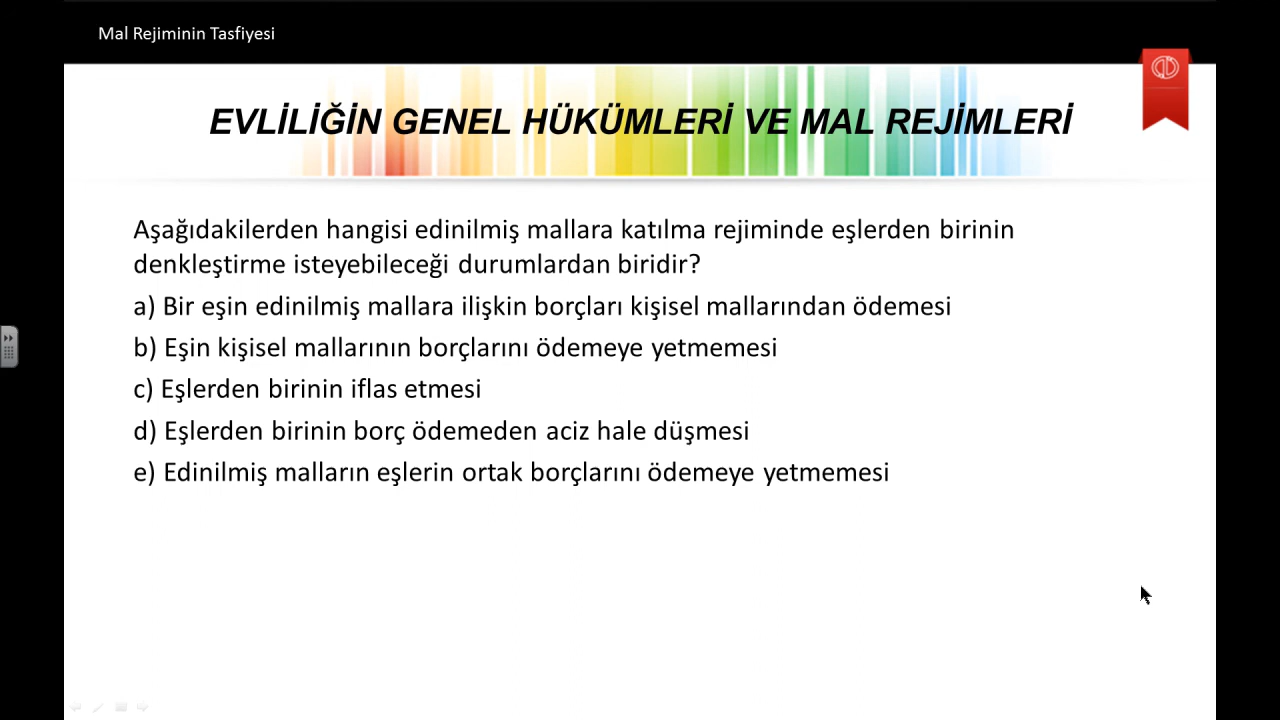 Mal Rejiminin Tasfiyesi
EVLİLİĞİN GENEL HÜKÜMLERİ VE MAL REJİMLERİ
Aşağıdakilerden hangisi edinilmiş mallara katılma rejiminde eşlerden birinin
denkleştirme isteyebileceği durumlardan biridir?
a) Bir eşin edinilmiş mallara ilişkin borçları kişisel mallarından ödemesi
b) Eşin kişisel mallarının borçlarını ödemeye yetmemesi
c) Eşlerden birinin iflas etmesi
d) Eşlerden birinin borç ödemeden aciz hale düşmesi
e) Edinilmiş malların eşlerin ortak borçlarını ödemeye yetmemesi